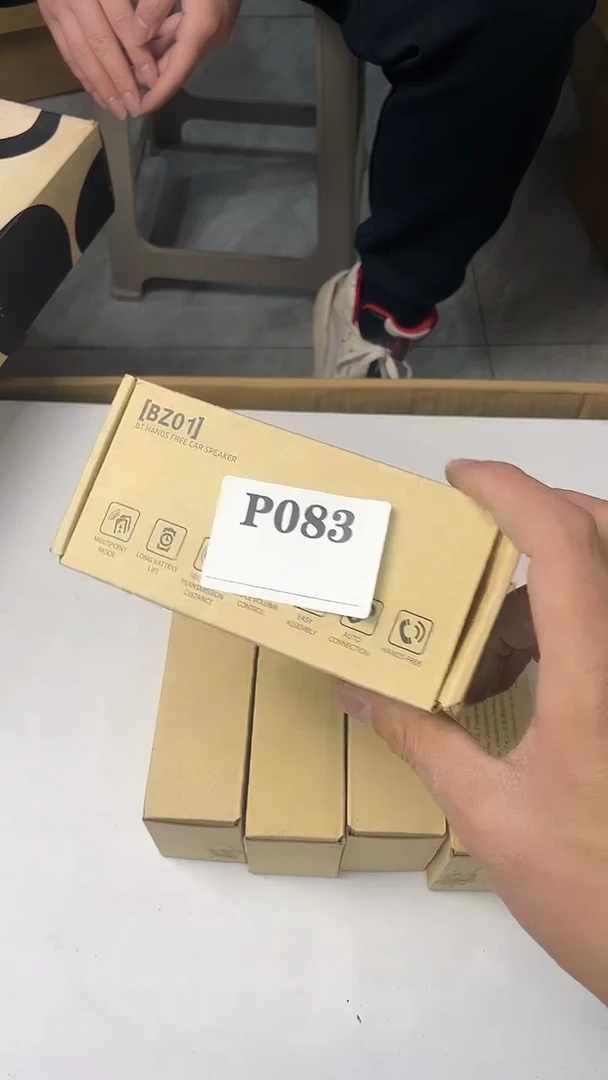 [BZ01]
BT HANDS FREE CAR SPEAKER
P083
MULTIPOINT
MODE
LONG BATTERY
LIFE
TRANSMISSION
DISTANCE
VOLUME
CONTROL
EASY
ASSEMBLY
AUTO
CONNECTION
HANDS-FREE